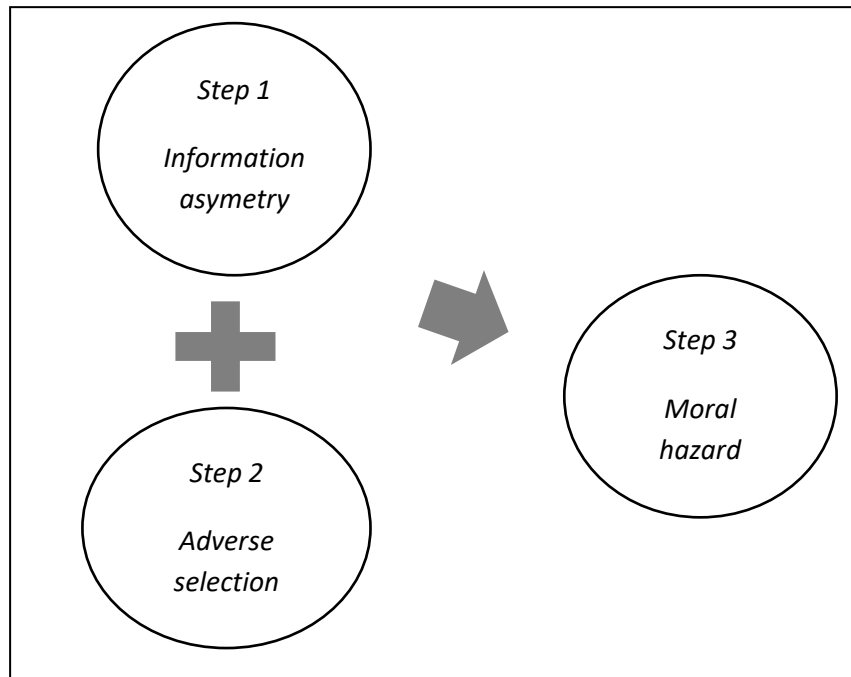 Step 1
Information
asymetry
Step 2
Adverse
selection
Step 3
Moral
hazard